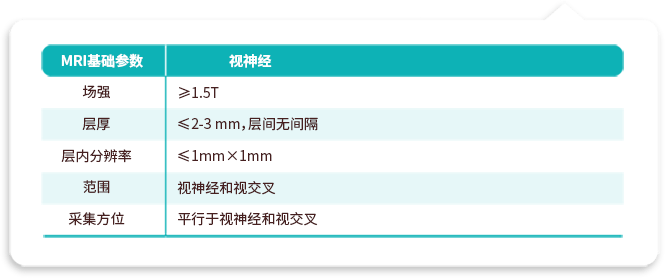 MRI基础参数 视神经
场强 ≥1.5T
层厚 ≤2-3 mm,层间无间隔
层内分辨率 ≤1mm×1mm
范围 视神经和视交叉
采集方位 平行于视神经和视交叉